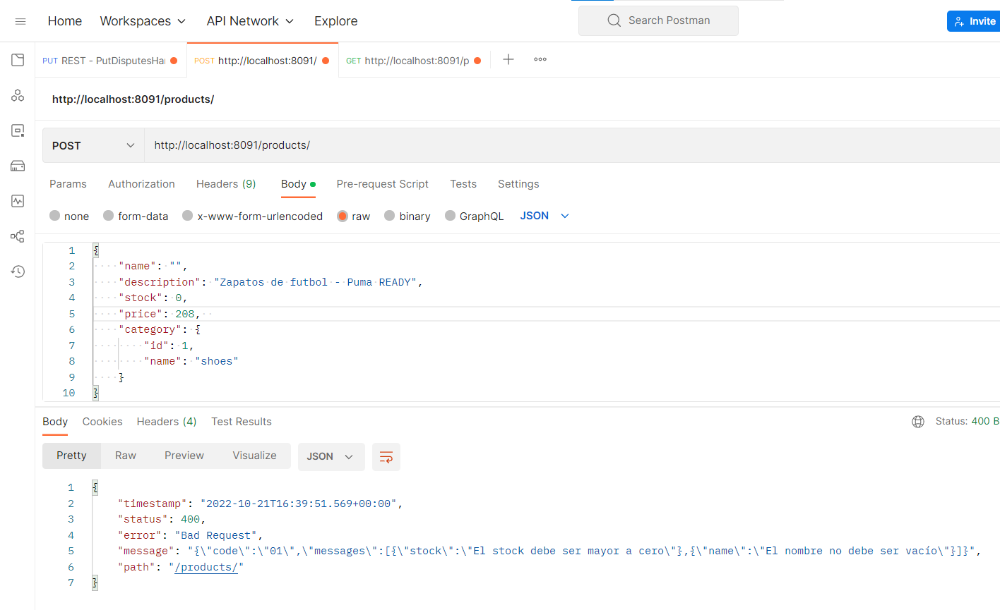 Home Workspaces API Network Explore Search Postman Invite
PUT REST - PutDisputesHa POST http://localhost:8091/ GET http://localhost:8091/p
http://localhost:8091/products/
POST http://localhost:8091/products/
Params Authorization Headers (9) Body Pre-request Script Tests Settings
none form-data x-www-form-urlencoded raw binary GraphQL JSON
1 {
2 "name": "",
3 "description": "Zapatos de futbol - Puma READY",
4 "stock": 0,
5 "price": 208,
6 "category": {
7 "id": 1,
8 "name": "shoes"
9 }
10 }
Body Cookies Headers (4) Test Results Status: 400 B
Pretty Raw Preview Visualize JSON
1 {
2 "timestamp": "2022-10-21T16:39:51.569+00:00",
3 "status": 400,
4 "error": "Bad Request",
5 "message": "{\"code\":\"01\",\"messages\":[{\"stock\":\"El stock debe ser mayor a cero\"},{\"name\":\"El nombre no debe ser vacío\"}]}",
6 "path": "/products/"
7 }